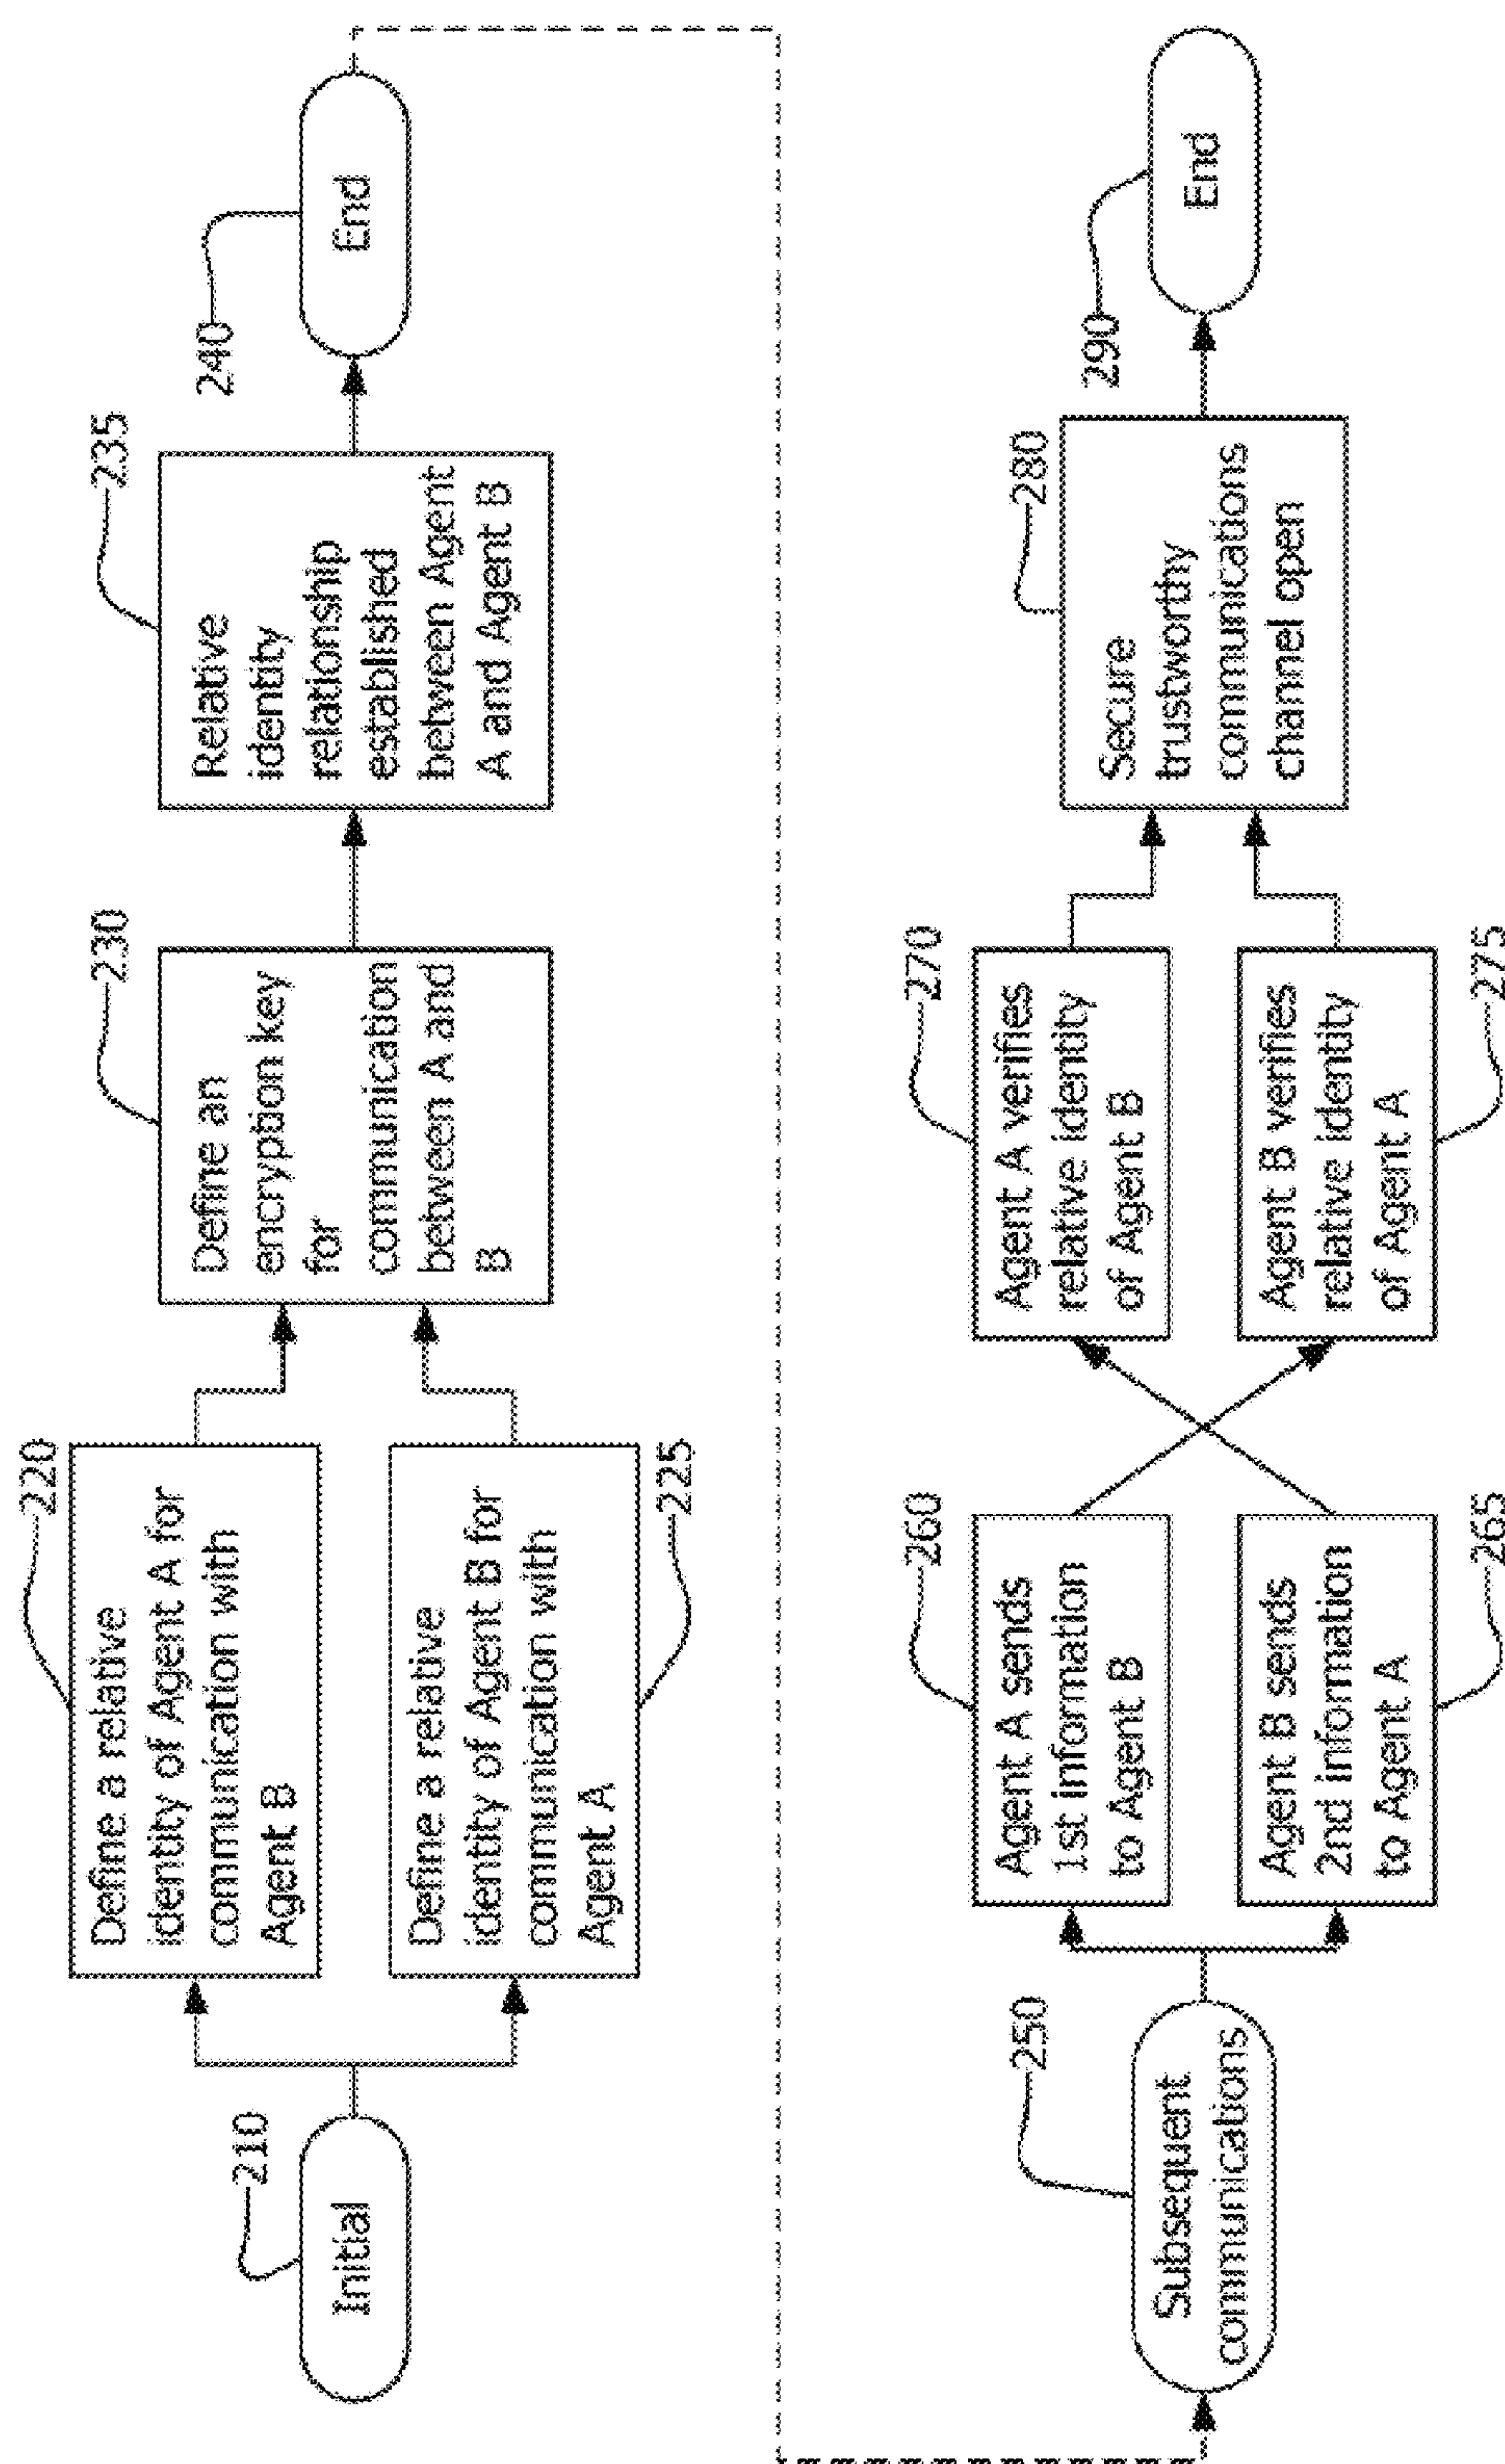 210
Initial
220
Define a relative
identity of Agent A for
communication with
Agent B
225
Define a relative
identity of Agent B for
communication with
Agent A
230
Define an
encryption key
for
communication
between A and
B
235
Relative
identity
relationship
established
between Agent
A and Agent B
240
End
250
Subsequent
communications
260
Agent A sends
1st information
to Agent B
265
Agent B sends
2nd information
to Agent A
270
Agent A verifies
relative identity
of Agent B
275
Agent B verifies
relative identity
of Agent A
280
Secure
trustworthy
communications
channel open
290
End